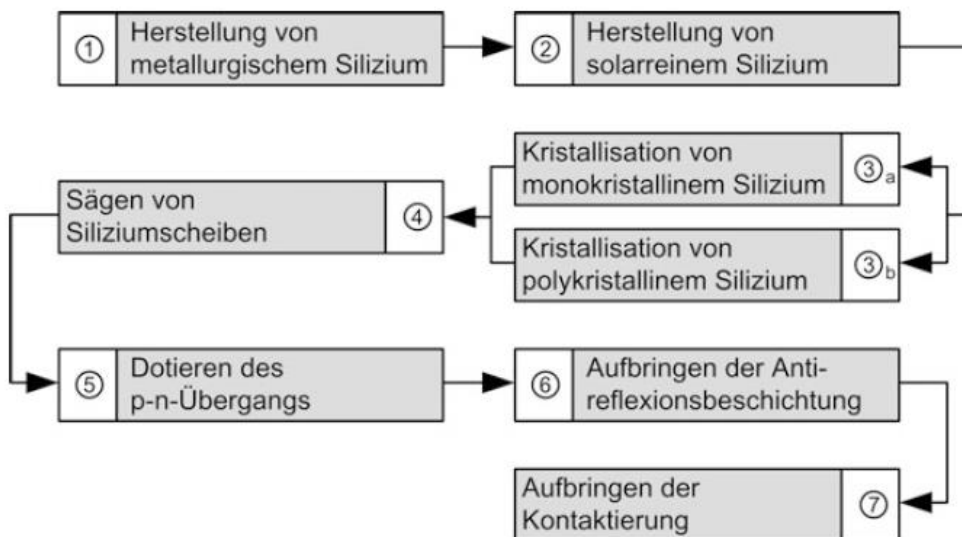 ① Herstellung von
metallurgischem Silizium
② Herstellung von
solarreinem Silizium
Kristallisation von
monokristallinem Silizium
③a
Kristallisation von
polykristallinem Silizium
③b
Sägen von
Siliziumscheiben
④
⑤ Dotieren des
p-n-Übergangs
⑥ Aufbringen der Anti-
reflexionsbeschichtung
Aufbringen der
Kontaktierung
⑦